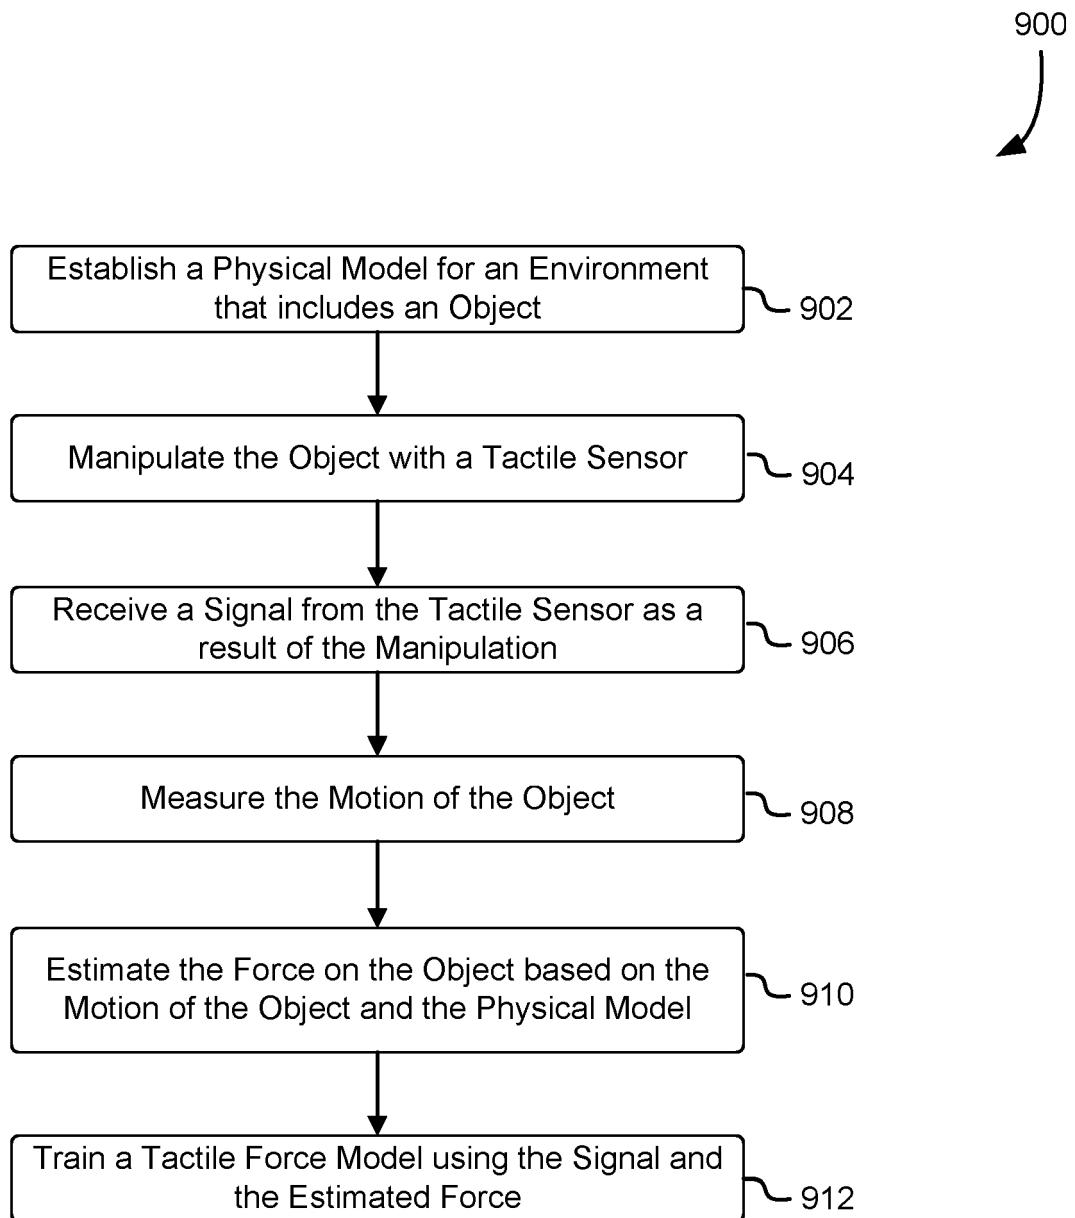 900
Establish a Physical Model for an Environment
that includes an Object
902
Manipulate the Object with a Tactile Sensor
904
Receive a Signal from the Tactile Sensor as a
result of the Manipulation
906
Measure the Motion of the Object
908
Estimate the Force on the Object based on the
Motion of the Object and the Physical Model
910
Train a Tactile Force Model using the Signal and
the Estimated Force
912